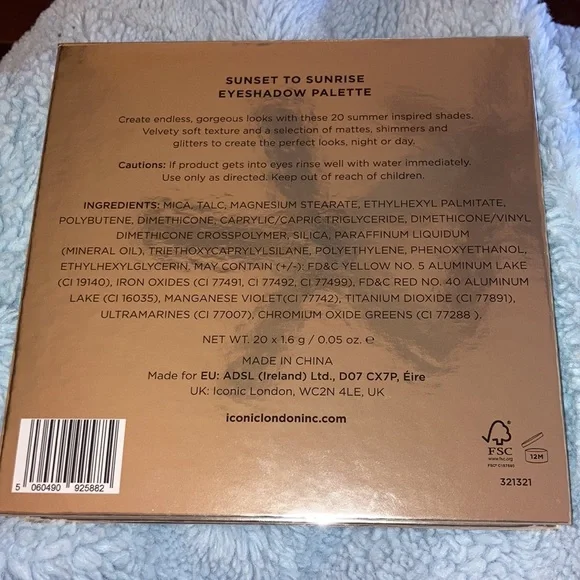 SUNSET TO SUNRISE
EYESHADOW PALETTE
Create endless, gorgeous looks with these 20 summer inspired shades.
Velvety soft texture and a selection of mattes, shimmers and
glitters to create the perfect looks, night or day.
Cautions: If product gets into eyes rinse well with water immediately.
Use only as directed. Keep out of reach of children.
INGREDIENTS: MICA, TALC, MAGNESIUM STEARATE, ETHYLHEXYL PALMITATE,
POLYBUTENE, DIMETHICONE, CAPRYLIC/CAPRIC TRIGLYCERIDE, DIMETHICONE/VINYL
DIMETHICONE CROSSPOLYMER, SILICA, PARAFFINUM LIQUIDUM
(MINERAL OIL), TRIETHOXYCAPRYLYLSILANE, POLYETHYLENE, PHENOXYETHANOL,
ETHYLHEXYLGLYCERIN, MAY CONTAIN (+/-): FD&C YELLOW NO. 5 ALUMINUM LAKE
(CI 19140), IRON OXIDES (CI 77491, CI 77492, CI 77499), FD&C RED NO. 40 ALUMINUM
LAKE (CI 16035), MANGANESE VIOLET(CI 77742), TITANIUM DIOXIDE (CI 77891),
ULTRAMARINES (CI 77007), CHROMIUM OXIDE GREENS (CI 77288 ).
NET WT. 20 x 1.6 g / 0.05 oz. ℮
MADE IN CHINA
Made for EU: ADSL (Ireland) Ltd., D07 CX7P, Éire
UK: Iconic London, WC2N 4LE, UK
iconiclondoninc.com
5 060490 925882
FSC
www.fsc.org
12M
321321